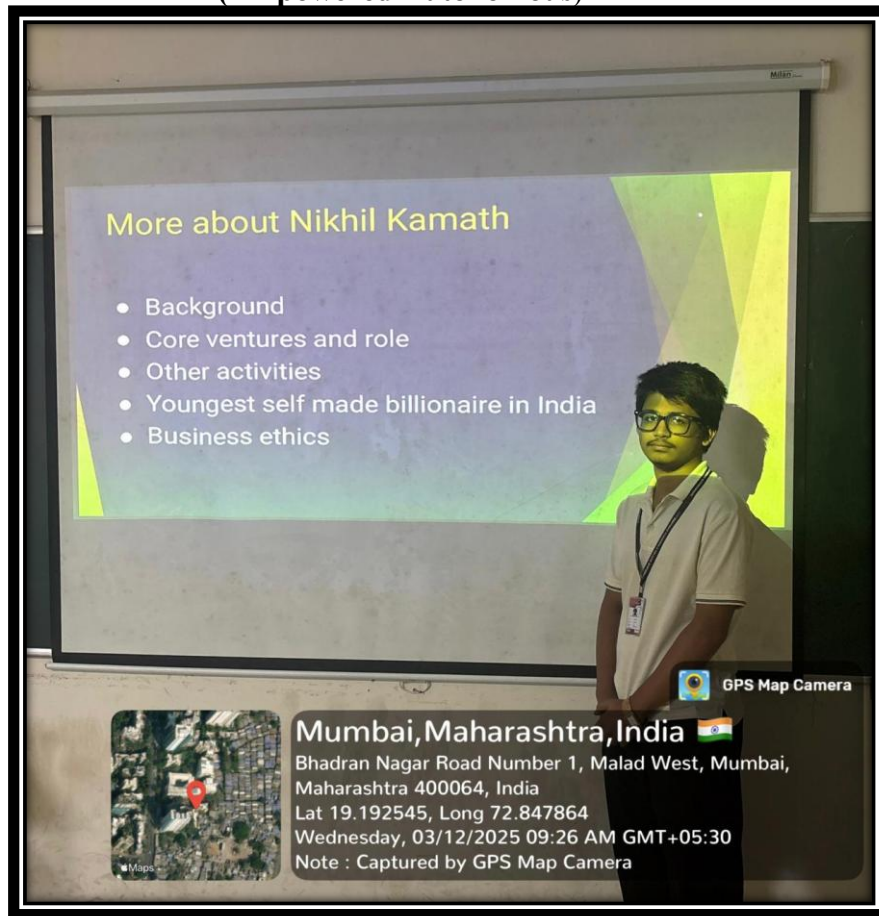 Milan
More about Nikhil Kamath
● Background
● Core ventures and role
● Other activities
● Youngest self made billionaire in India
● Business ethics
GPS Map Camera
Mumbai,Maharashtra,India 🇮🇳
Bhadran Nagar Road Number 1, Malad West, Mumbai,
Maharashtra 400064, India
Lat 19.192545, Long 72.847864
Wednesday, 03/12/2025 09:26 AM GMT+05:30
Note : Captured by GPS Map Camera
Maps